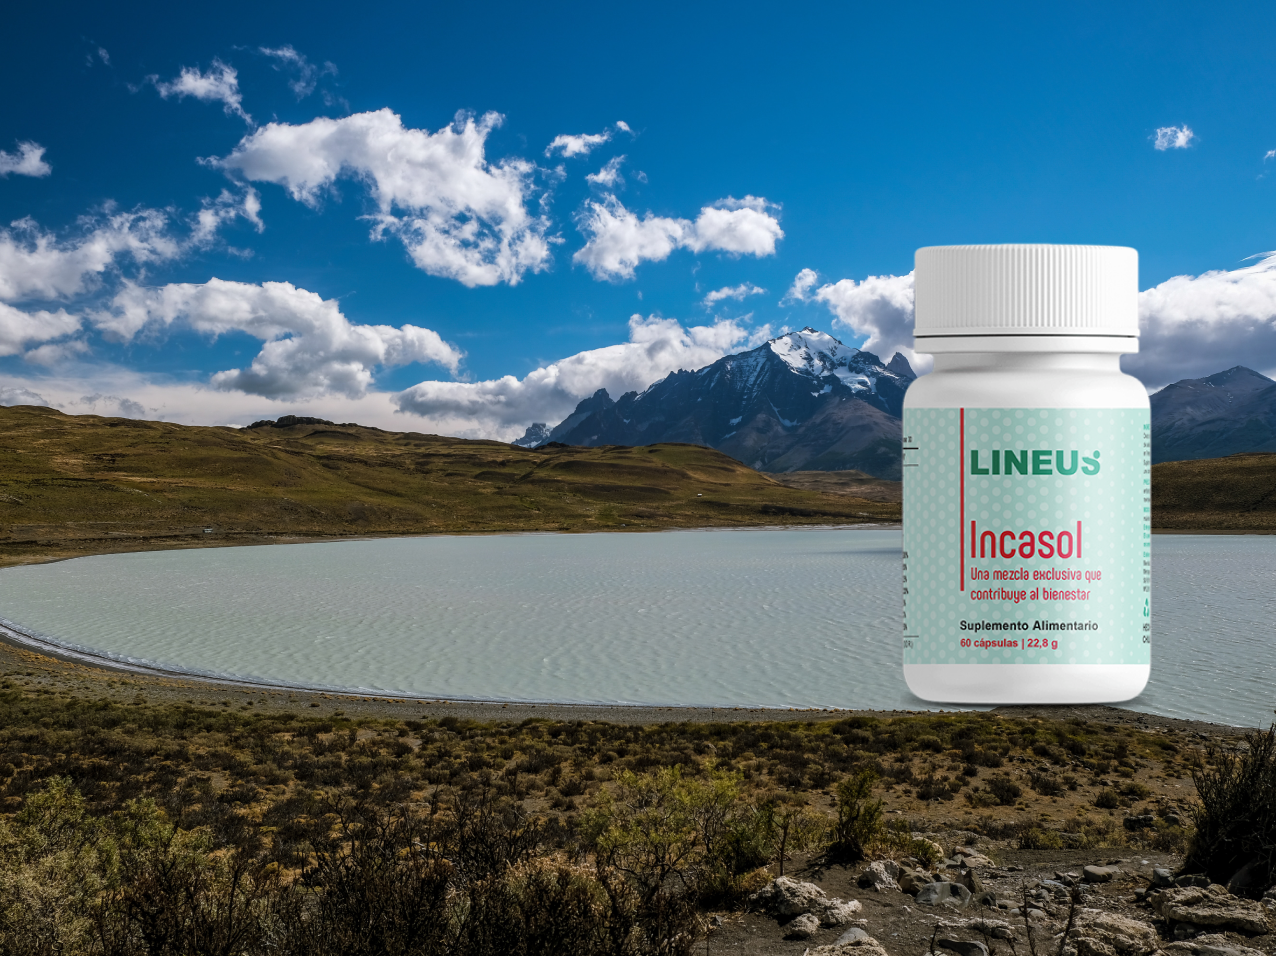 LINEUS
Incasol
Una mezcla exclusiva que
contribuye al bienestar
Suplemento Alimentario
60 cápsulas | 22,8 g